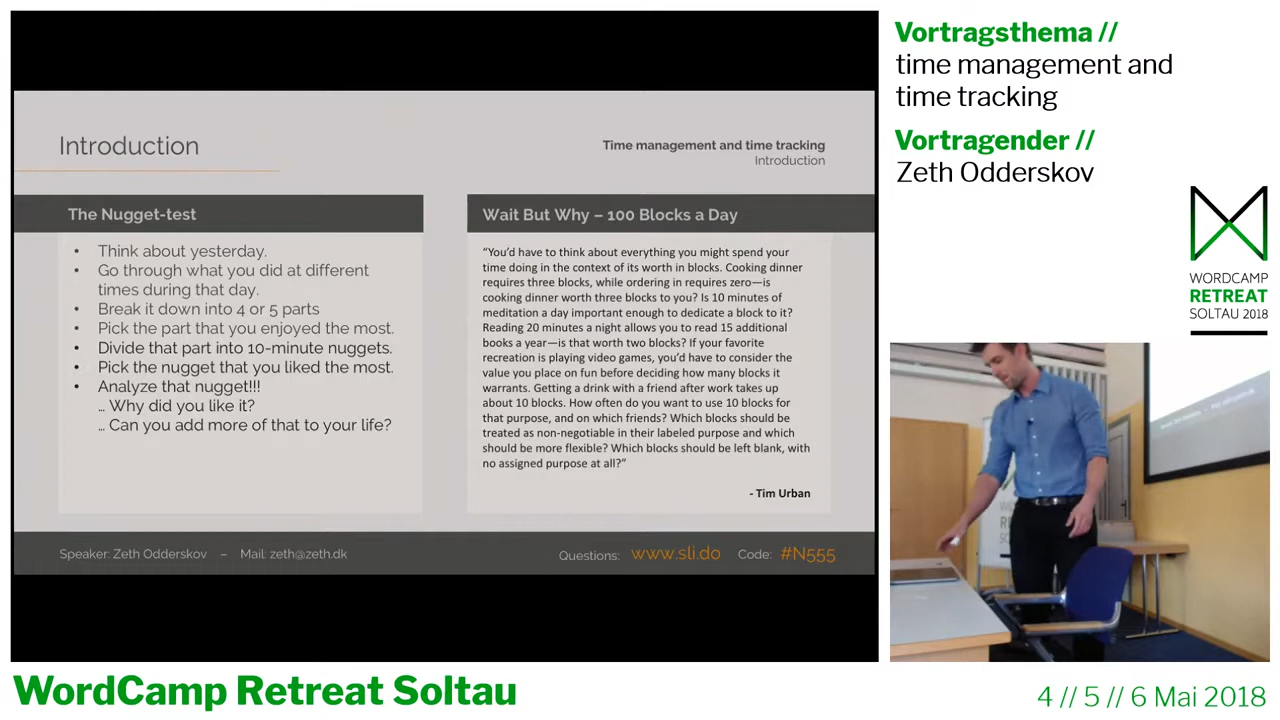 Introduction
Time management and time tracking
Introduction
The Nugget-test
• Think about yesterday.
• Go through what you did at different
times during that day.
• Break it down into 4 or 5 parts
• Pick the part that you enjoyed the most.
• Divide that part into 10-minute nuggets.
• Pick the nugget that you liked the most.
• Analyze that nugget!!!
… Why did you like it?
… Can you add more of that to your life?
Wait But Why – 100 Blocks a Day
“You’d have to think about everything you might spend your
time doing in the context of its worth in blocks. Cooking dinner
requires three blocks, while ordering in requires zero—is
cooking dinner worth three blocks to you? Is 10 minutes of
meditation a day important enough to dedicate a block to it?
Reading 20 minutes a night allows you to read 15 additional
books a year—is that worth two blocks? If your favorite
recreation is playing video games, you’d have to consider the
value you place on fun before deciding how many blocks it
warrants. Getting a drink with a friend after work takes up
about 10 blocks. How often do you want to use 10 blocks for
that purpose, and on which friends? Which blocks should be
treated as non-negotiable in their labeled purpose and which
should be more flexible? Which blocks should be left blank, with
no assigned purpose at all?”
- Tim Urban
Speaker: Zeth Odderskov – Mail: zeth@zeth.dk
Questions: www.sli.do Code: #N555
Vortragsthema //
time management and
time tracking
Vortragender //
Zeth Odderskov
WORDCAMP
RETREAT
SOLTAU 2018
WordCamp Retreat Soltau
4 // 5 // 6 Mai 2018